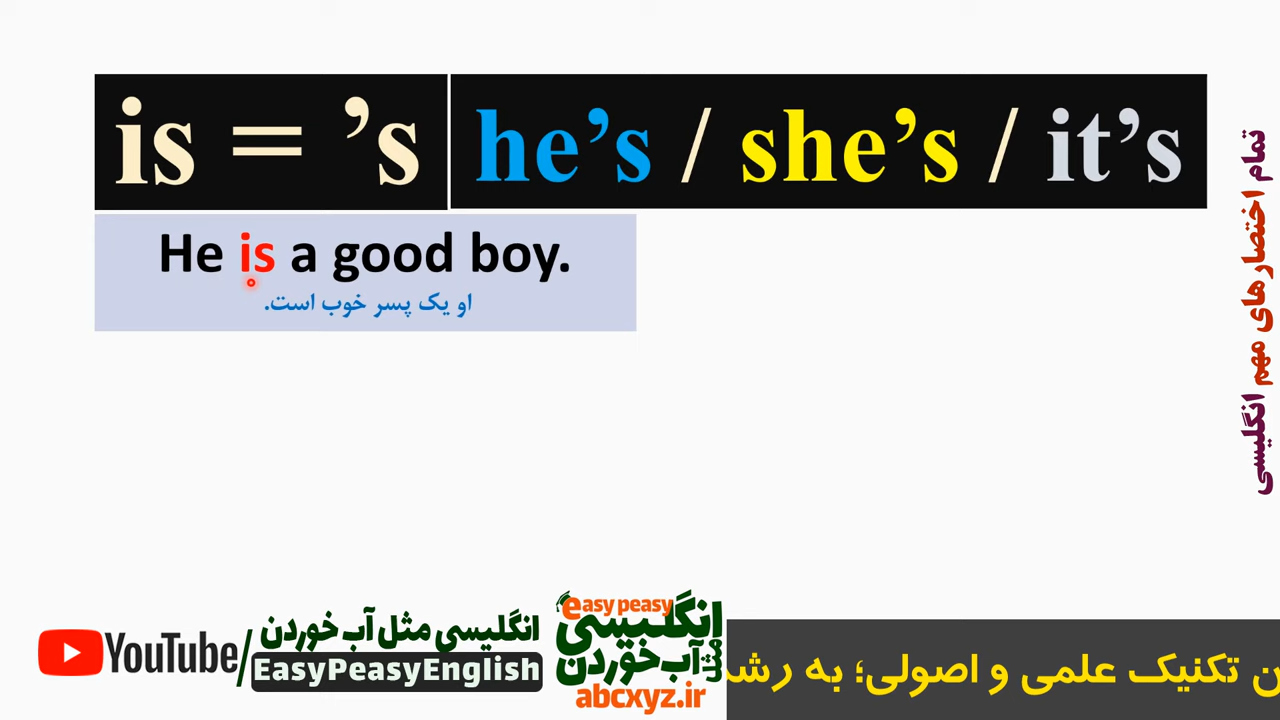 is = ’s
he’s / she’s / it’s
He is a good boy.
او یک پسر خوب است.
تمام اختصارهای مهم انگلیسی
YouTube/
انگلیسی مثل آب خوردن
EasyPeasyEnglish
easy peasy
انگلیسی
مثل
آب خوردن
abcxyz.ir
تکنیک علمی و اصولی؛ به رشد